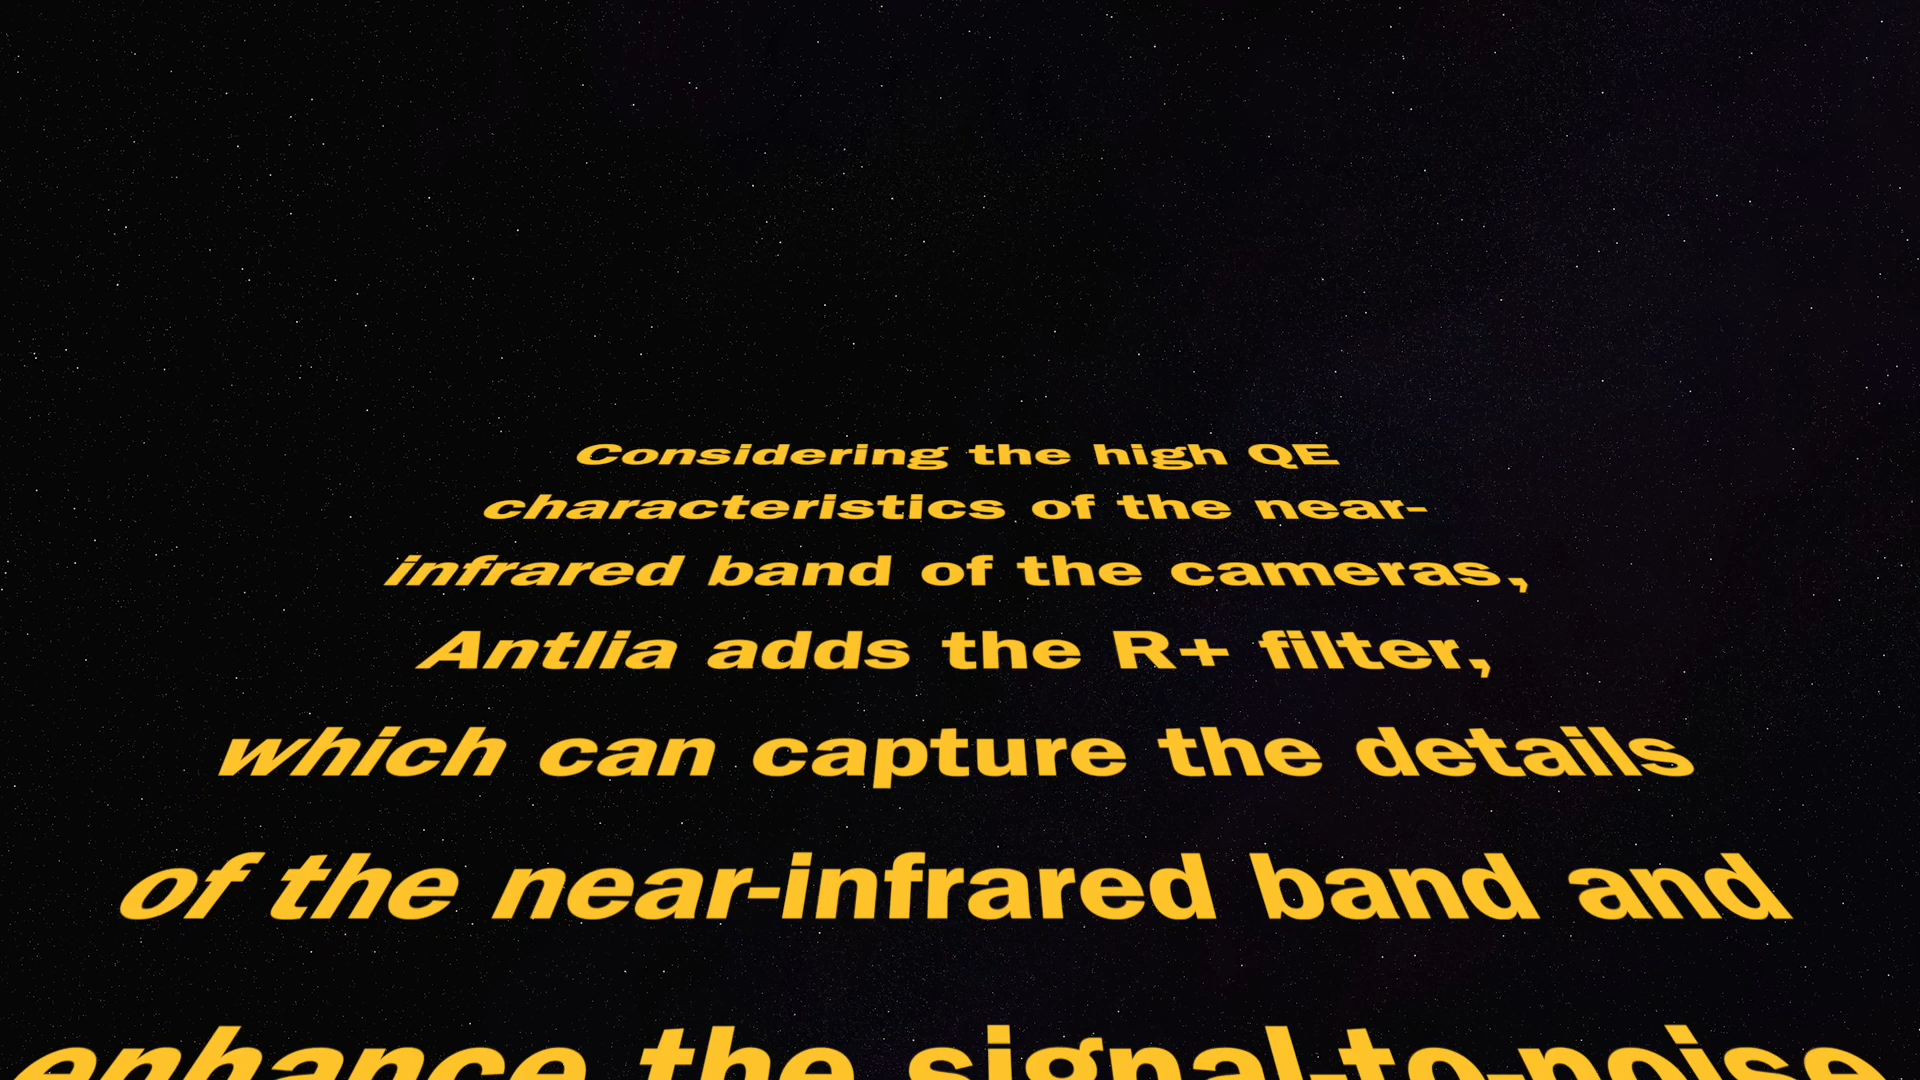 Considering the high QE
characteristics of the near-
infrared band of the cameras,
Antlia adds the R+ filter,
which can capture the details
of the near-infrared band and
enhance the signal-to-noise